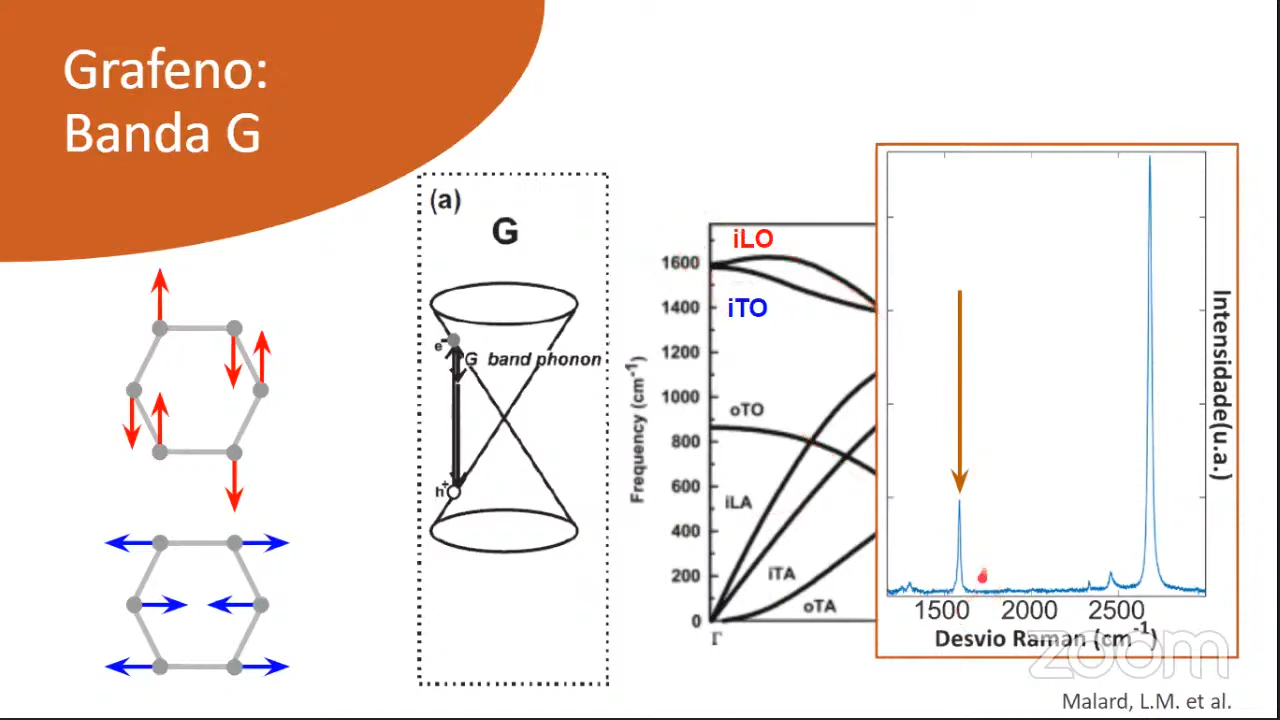 Grafeno:
Banda G
(a)
G
e-
G band phonon
h+
Frequency (cm-1)
1600
1400
1200
1000
800
600
400
200
0
Γ
iLO
iTO
oTO
iLA
iTA
oTA
Intensidade(u.a.)
1500 2000 2500
Desvio Raman (cm-1)
zoom
Malard, L.M. et al.